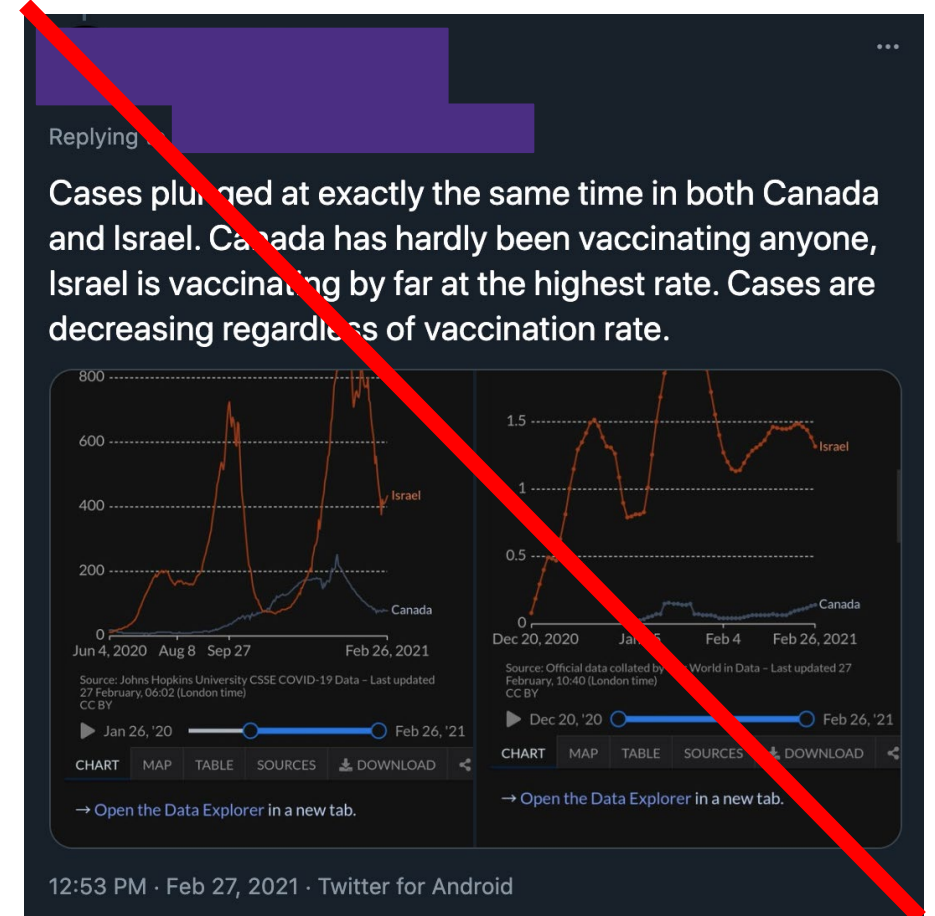 Replying
Cases plunged at exactly the same time in both Canada
and Israel. Canada has hardly been vaccinating anyone,
Israel is vaccinating by far at the highest rate. Cases are
decreasing regardless of vaccination rate.
800
600
400
200
0
Israel
Canada
Jun 4, 2020 Aug 8 Sep 27 Feb 26, 2021
Source: Johns Hopkins University CSSE COVID-19 Data – Last updated
27 February, 06:02 (London time)
CC BY
Jan 26, '20 Feb 26, '21
CHART MAP TABLE SOURCES DOWNLOAD
→ Open the Data Explorer in a new tab.
1.5
1
0.5
0
Israel
Canada
Dec 20, 2020 Feb 4 Feb 26, 2021
Source: Official data collated by World in Data – Last updated 27
February, 10:40 (London time)
CC BY
Dec 20, '20 Feb 26, '21
CHART MAP TABLE SOURCES DOWNLOAD
→ Open the Data Explorer in a new tab.
12:53 PM · Feb 27, 2021 · Twitter for Android